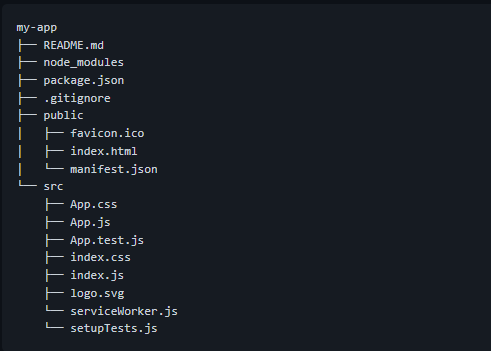 my-app
├── README.md
├── node_modules
├── package.json
├── .gitignore
├── public
│   ├── favicon.ico
│   ├── index.html
│   └── manifest.json
└── src
    ├── App.css
    ├── App.js
    ├── App.test.js
    ├── index.css
    ├── index.js
    ├── logo.svg
    └── serviceWorker.js
    └── setupTests.js